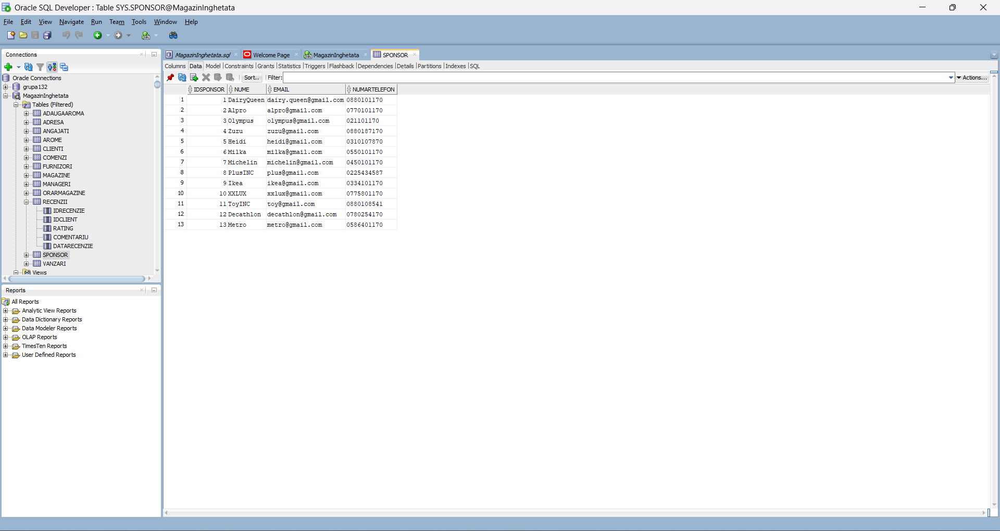 Oracle SQL Developer : Table SYS.SPONSOR@MagazinInghetata
File Edit View Navigate Run Team Tools Window Help
Connections
Oracle Connections
grupa132
MagazinInghetata
Tables (Filtered)
ADAUGAAROMA
ADRESA
ANGAJATI
AROME
CLIENTI
COMENZI
FURNIZORI
MAGAZINE
MANAGERI
ORARMAGAZINE
RECENZII
IDRECENZIE
IDCLIENT
RATING
COMENTARIU
DATARECENZIE
SPONSOR
VANZARI
Views
Reports
All Reports
Analytic View Reports
Data Dictionary Reports
Data Modeler Reports
OLAP Reports
TimesTen Reports
User Defined Reports
MagazinInghetata.sql Welcome Page MagazinInghetata SPONSOR
Columns Data Model |Constraints |Grants |Statistics |Triggers |Flashback |Dependencies |Details |Partitions |Indexes |SQL
Sort.. Filter: Actions...
IDSPONSOR NUME EMAIL NUMARTELEFON
1 1 DairyQueen dairy.queen@gmail.com 0880101170
2 2 Alpro alpro@gmail.com 0770101170
3 3 Olympus olympus@gmail.com 021101170
4 4 Zuzu zuzu@gmail.com 0880187170
5 5 Heidi heidi@gmail.com 0310107870
6 6 Milka milka@gmail.com 0550101170
7 7 Michelin michelin@gmail.com 0450101170
8 8 PlusINC plus@gmail.com 0225434587
9 9 Ikea ikea@gmail.com 0334101170
10 10 XXLUX xxlux@gmail.com 0775801170
11 11 ToyINC toy@gmail.com 0880108541
12 12 Decathlon decathlon@gmail.com 0780254170
13 13 Metro metro@gmail.com 0586401170